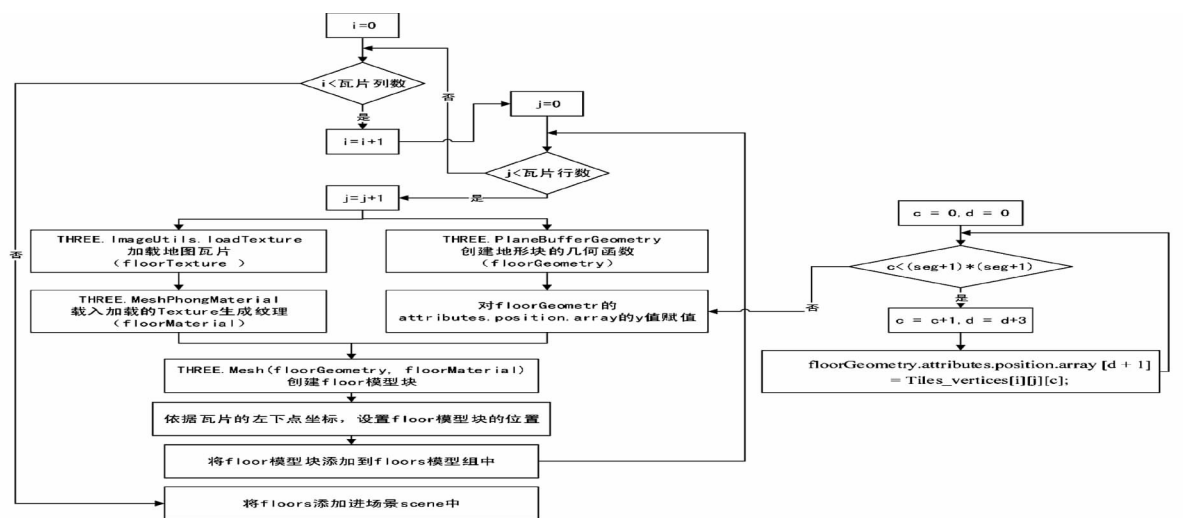 i=0
i<瓦片列数
否
是
i=i+1
j=0
j<瓦片行数
是
j=j+1
否
THREE.ImageUtils.loadTexture
加载地图瓦片
(floorTexture )
THREE.PlaneBufferGeometry
创建地形块的几何函数
(floorGeometry)
THREE.MeshPhongMaterial
载入加载的Texture生成纹理
(floorMaterial)
对floorGeometr的
attributes.position.array的y值赋值
THREE.Mesh(floorGeometry, floorMaterial)
创建floor模型块
依据瓦片的左下点坐标，设置floor模型块的位置
将floor模型块添加到floors模型组中
将floors添加进场景scene中
c = 0,d = 0
c<(seg+1)*(seg+1)
否
是
c = c+1,d = d+3
floorGeometry.attributes.position.array [d + 1]
= Tiles_vertices[i][j][c];